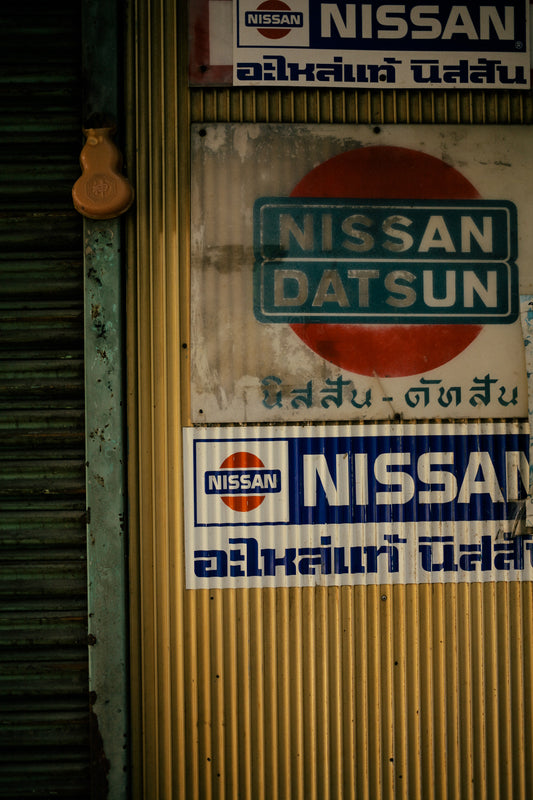 NISSAN NISSAN®
อะไหล่แท้ นิสสัน
NISSAN
DATSUN
นิสสัน - ดัทสัน
NISSAN NISSAN
อะไหล่แท้ นิสสัน